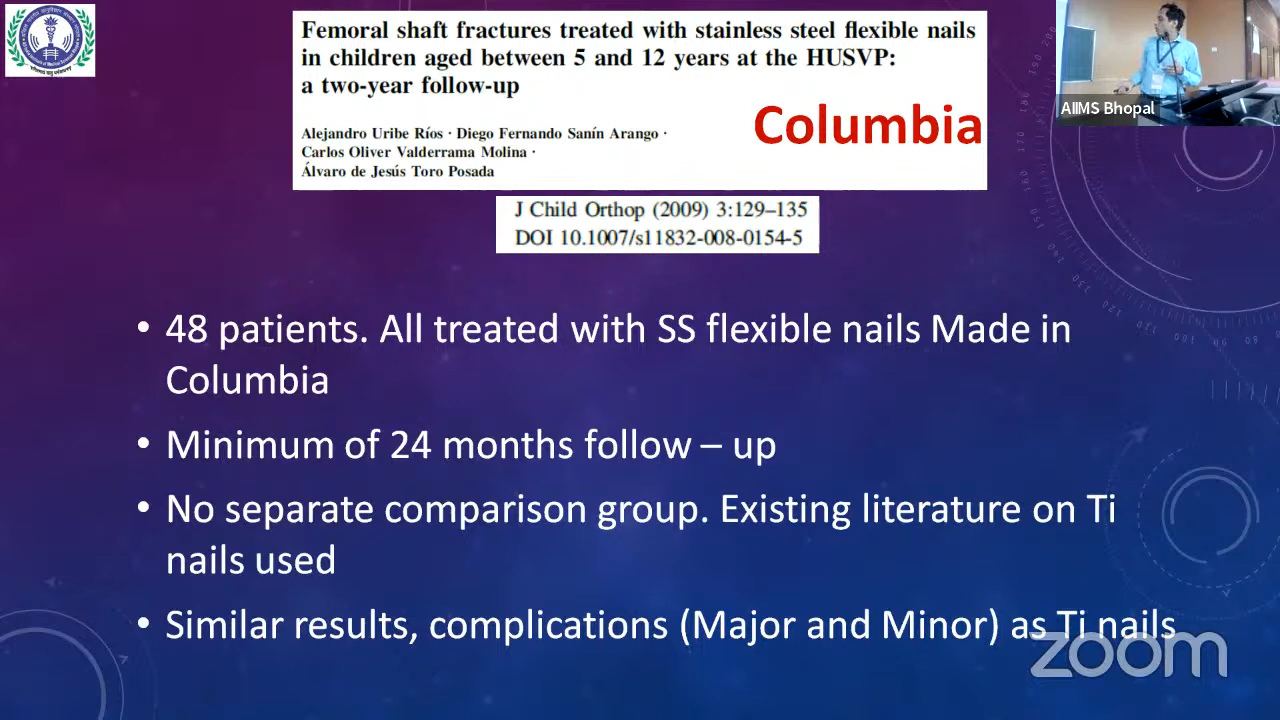 Femoral shaft fractures treated with stainless steel flexible nails
in children aged between 5 and 12 years at the HUSVP:
a two-year follow-up
Alejandro Uribe Ríos · Diego Fernando Sanín Arango ·
Carlos Oliver Valderrama Molina ·
Álvaro de Jesús Toro Posada
Columbia
J Child Orthop (2009) 3:129–135
DOI 10.1007/s11832-008-0154-5
AIIMS Bhopal
• 48 patients. All treated with SS flexible nails Made in
Columbia
• Minimum of 24 months follow – up
• No separate comparison group. Existing literature on Ti
nails used
• Similar results, complications (Major and Minor) as Ti nails
zoom